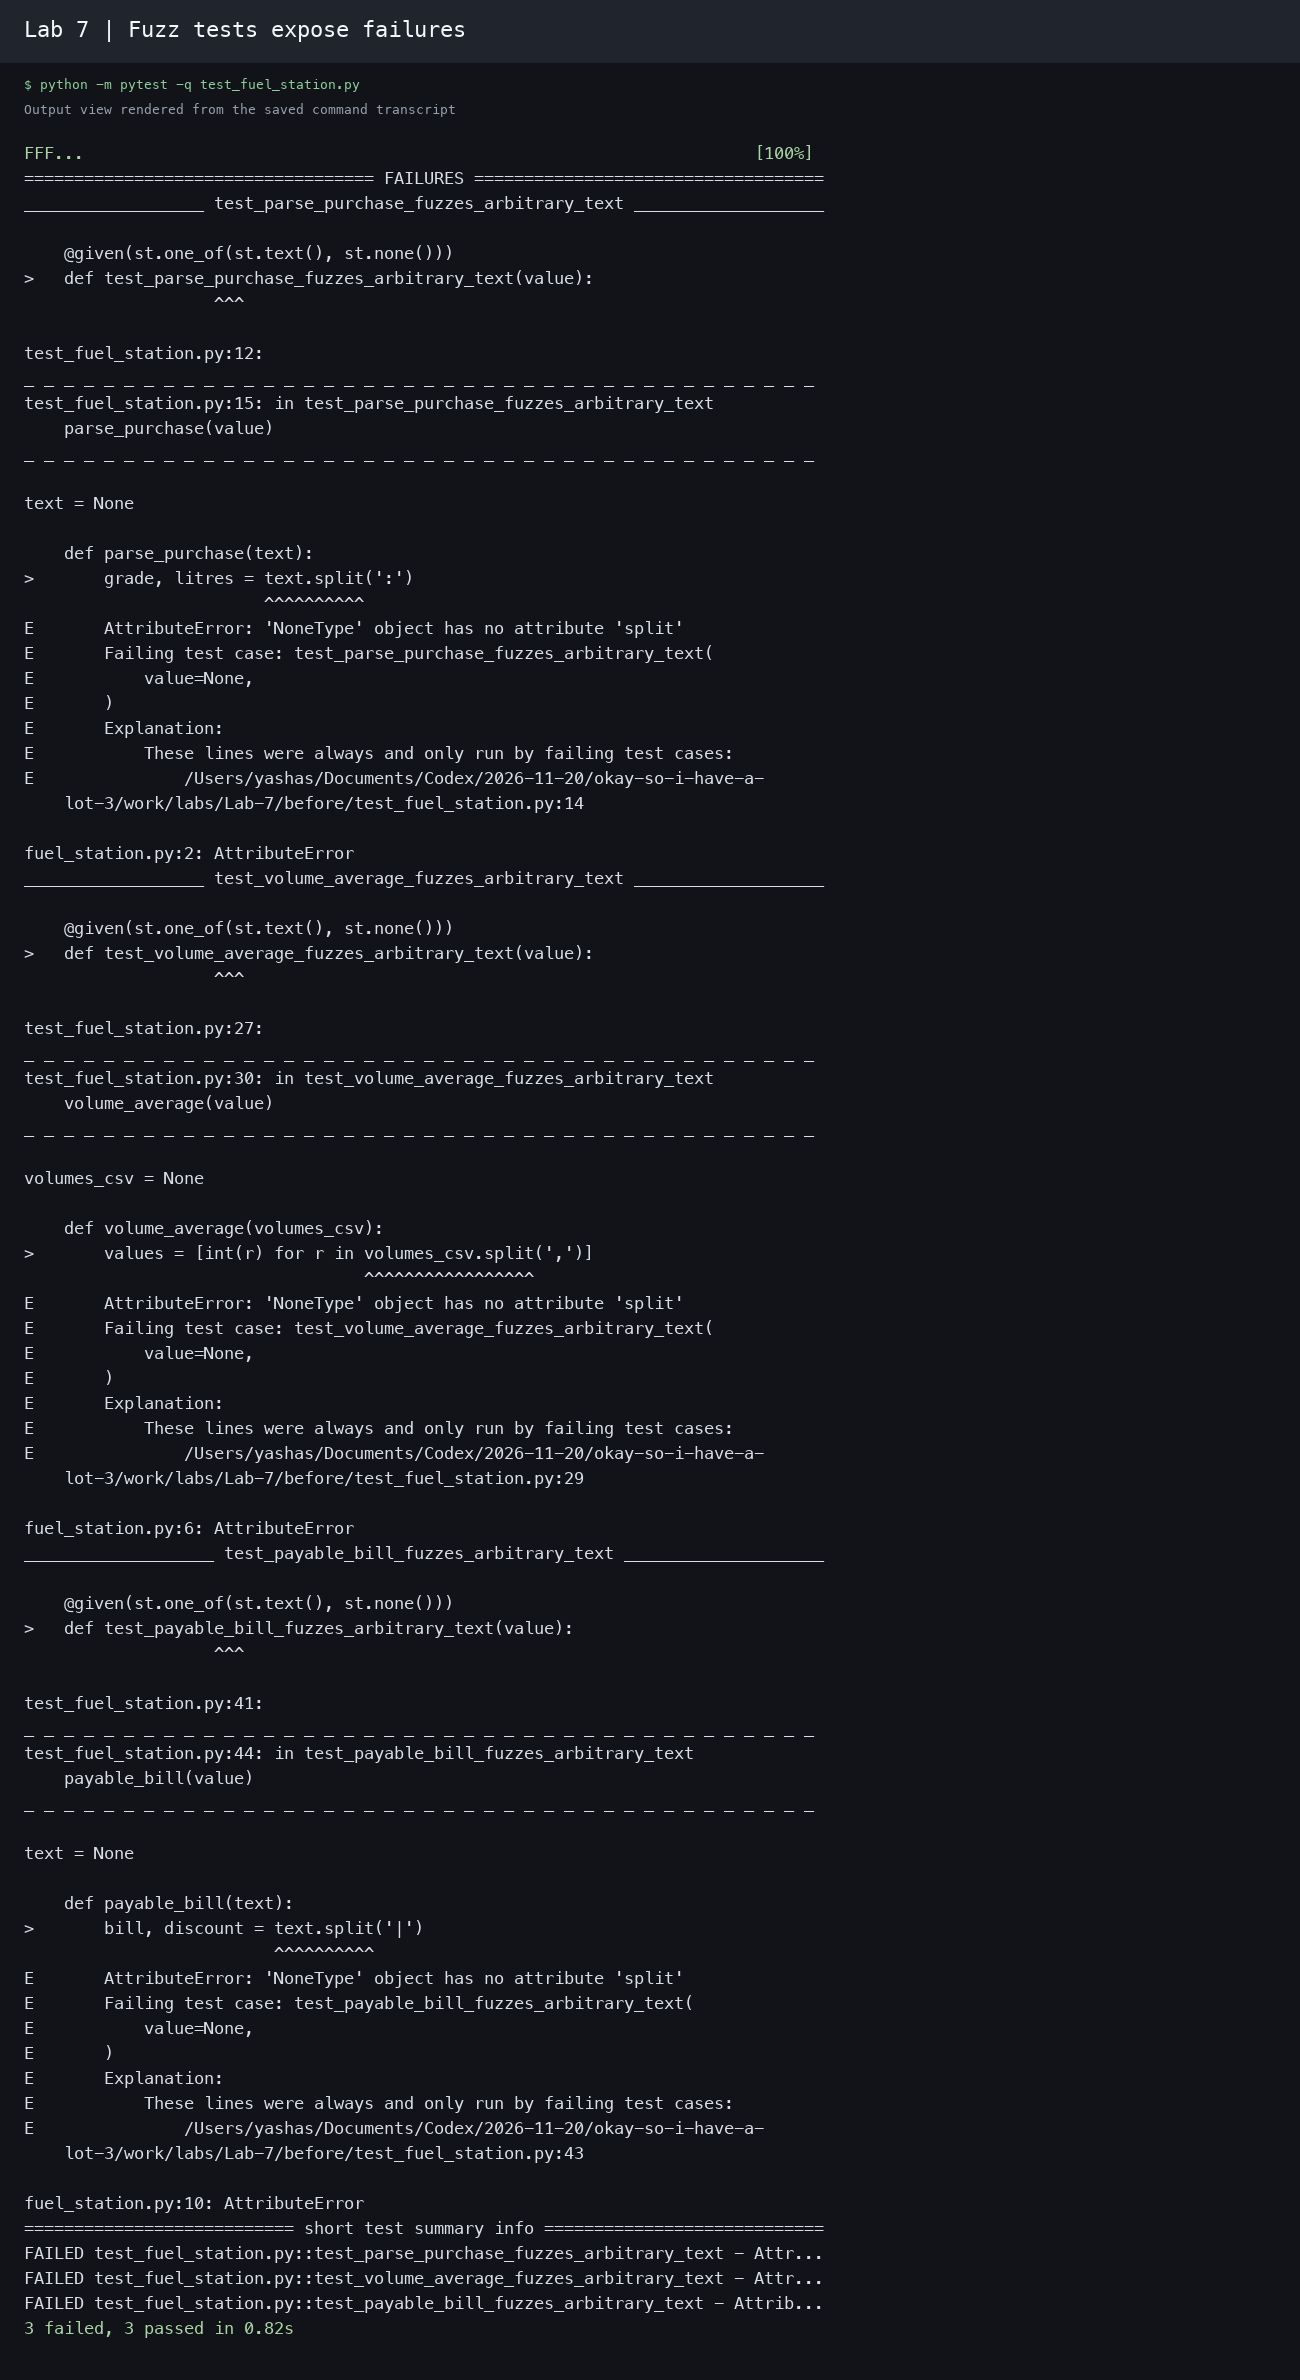 Lab 7 | Fuzz tests expose failures
$ python -m pytest -q test_fuel_station.py
Output view rendered from the saved command transcript
FFF...                                                                   [100%]
=================================== FAILURES ===================================
__________________ test_parse_purchase_fuzzes_arbitrary_text ___________________
    @given(st.one_of(st.text(), st.none()))
>   def test_parse_purchase_fuzzes_arbitrary_text(value):
                   ^^^
test_fuel_station.py:12:
_ _ _ _ _ _ _ _ _ _ _ _ _ _ _ _ _ _ _ _ _ _ _ _ _ _ _ _ _ _ _ _ _ _ _ _ _ _ _ _
test_fuel_station.py:15: in test_parse_purchase_fuzzes_arbitrary_text
    parse_purchase(value)
_ _ _ _ _ _ _ _ _ _ _ _ _ _ _ _ _ _ _ _ _ _ _ _ _ _ _ _ _ _ _ _ _ _ _ _ _ _ _ _
text = None
    def parse_purchase(text):
>       grade, litres = text.split(':')
                        ^^^^^^^^^^
E       AttributeError: 'NoneType' object has no attribute 'split'
E       Failing test case: test_parse_purchase_fuzzes_arbitrary_text(
E           value=None,
E       )
E       Explanation:
E           These lines were always and only run by failing test cases:
E               /Users/yashas/Documents/Codex/2026-11-20/okay-so-i-have-a-
    lot-3/work/labs/Lab-7/before/test_fuel_station.py:14
fuel_station.py:2: AttributeError
__________________ test_volume_average_fuzzes_arbitrary_text ___________________
    @given(st.one_of(st.text(), st.none()))
>   def test_volume_average_fuzzes_arbitrary_text(value):
                   ^^^
test_fuel_station.py:27:
_ _ _ _ _ _ _ _ _ _ _ _ _ _ _ _ _ _ _ _ _ _ _ _ _ _ _ _ _ _ _ _ _ _ _ _ _ _ _ _
test_fuel_station.py:30: in test_volume_average_fuzzes_arbitrary_text
    volume_average(value)
_ _ _ _ _ _ _ _ _ _ _ _ _ _ _ _ _ _ _ _ _ _ _ _ _ _ _ _ _ _ _ _ _ _ _ _ _ _ _ _
volumes_csv = None
    def volume_average(volumes_csv):
>       values = [int(r) for r in volumes_csv.split(',')]
                                  ^^^^^^^^^^^^^^^^^
E       AttributeError: 'NoneType' object has no attribute 'split'
E       Failing test case: test_volume_average_fuzzes_arbitrary_text(
E           value=None,
E       )
E       Explanation:
E           These lines were always and only run by failing test cases:
E               /Users/yashas/Documents/Codex/2026-11-20/okay-so-i-have-a-
    lot-3/work/labs/Lab-7/before/test_fuel_station.py:29
fuel_station.py:6: AttributeError
___________________ test_payable_bill_fuzzes_arbitrary_text ____________________
    @given(st.one_of(st.text(), st.none()))
>   def test_payable_bill_fuzzes_arbitrary_text(value):
                   ^^^
test_fuel_station.py:41:
_ _ _ _ _ _ _ _ _ _ _ _ _ _ _ _ _ _ _ _ _ _ _ _ _ _ _ _ _ _ _ _ _ _ _ _ _ _ _ _
test_fuel_station.py:44: in test_payable_bill_fuzzes_arbitrary_text
    payable_bill(value)
_ _ _ _ _ _ _ _ _ _ _ _ _ _ _ _ _ _ _ _ _ _ _ _ _ _ _ _ _ _ _ _ _ _ _ _ _ _ _ _
text = None
    def payable_bill(text):
>       bill, discount = text.split('|')
                         ^^^^^^^^^^
E       AttributeError: 'NoneType' object has no attribute 'split'
E       Failing test case: test_payable_bill_fuzzes_arbitrary_text(
E           value=None,
E       )
E       Explanation:
E           These lines were always and only run by failing test cases:
E               /Users/yashas/Documents/Codex/2026-11-20/okay-so-i-have-a-
    lot-3/work/labs/Lab-7/before/test_fuel_station.py:43
fuel_station.py:10: AttributeError
=========================== short test summary info ============================
FAILED test_fuel_station.py::test_parse_purchase_fuzzes_arbitrary_text - Attr...
FAILED test_fuel_station.py::test_volume_average_fuzzes_arbitrary_text - Attr...
FAILED test_fuel_station.py::test_payable_bill_fuzzes_arbitrary_text - Attrib...
3 failed, 3 passed in 0.82s